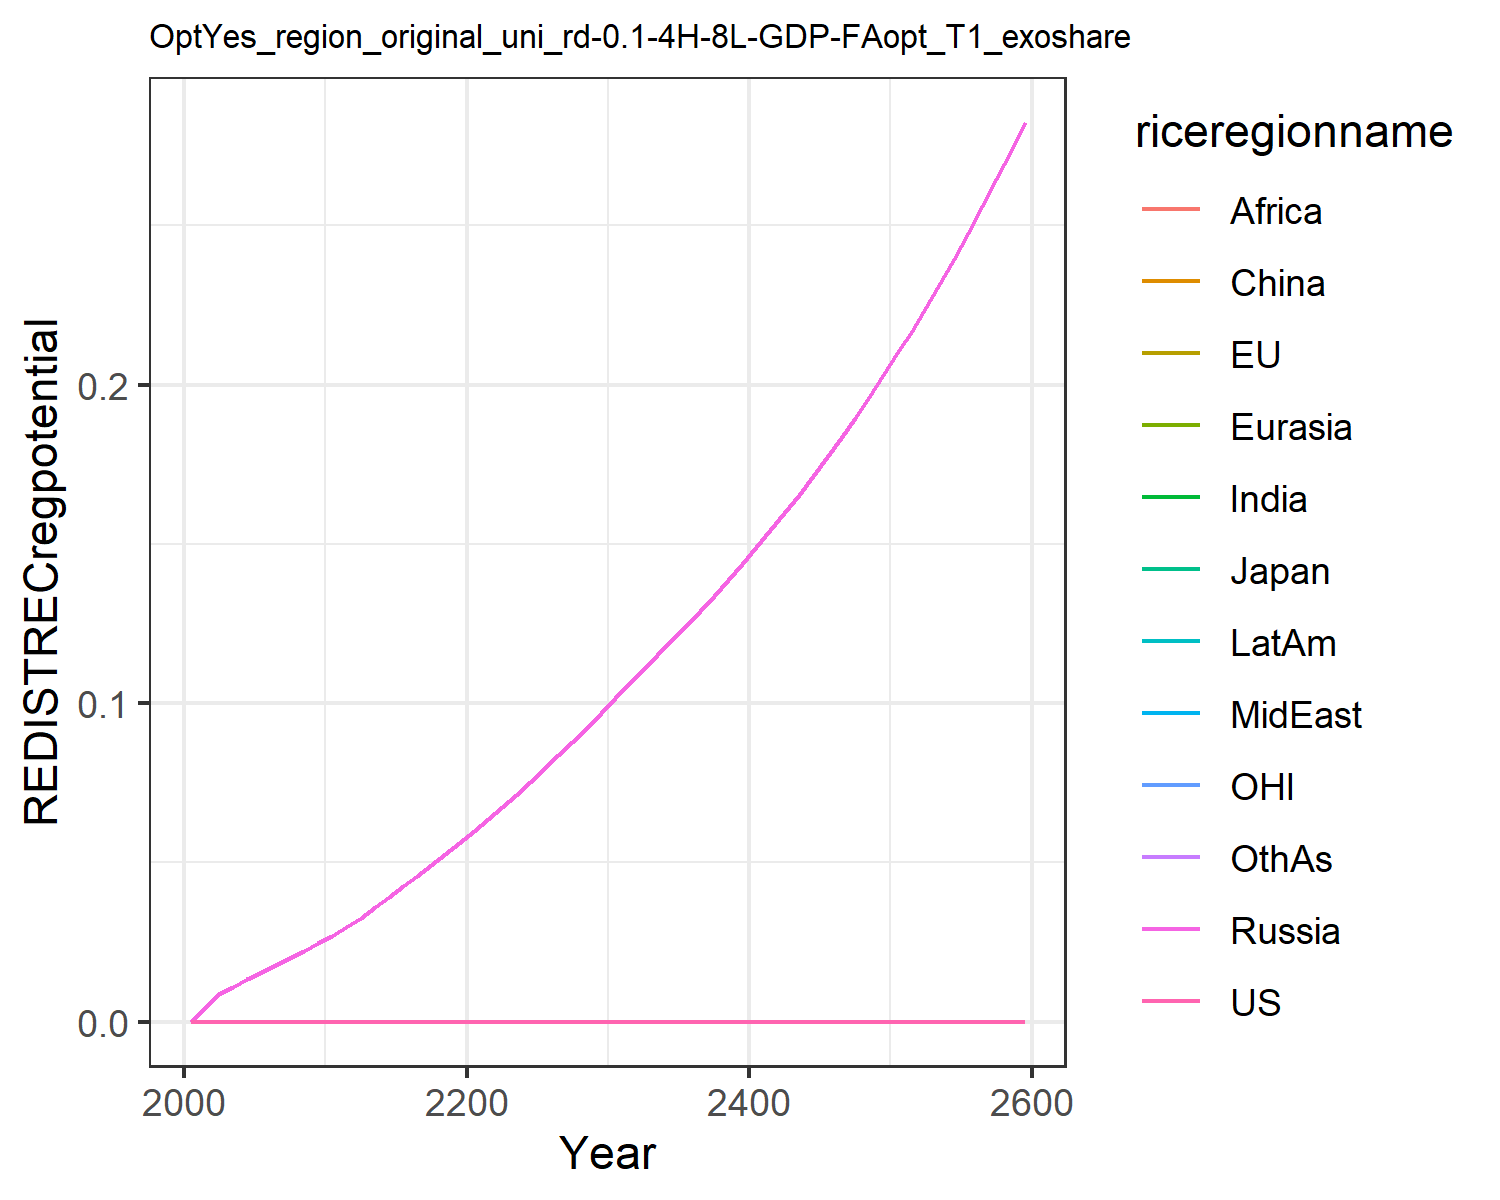 OptYes_region_original_uni_rd-0.1-4H-8L-GDP-FAopt_T1_exoshare
REDISTRECregpotential
0.2
0.1
0.0
2000
2200
2400
2600
Year
riceregionname
Africa
China
EU
Eurasia
India
Japan
LatAm
MidEast
OHI
OthAs
Russia
US